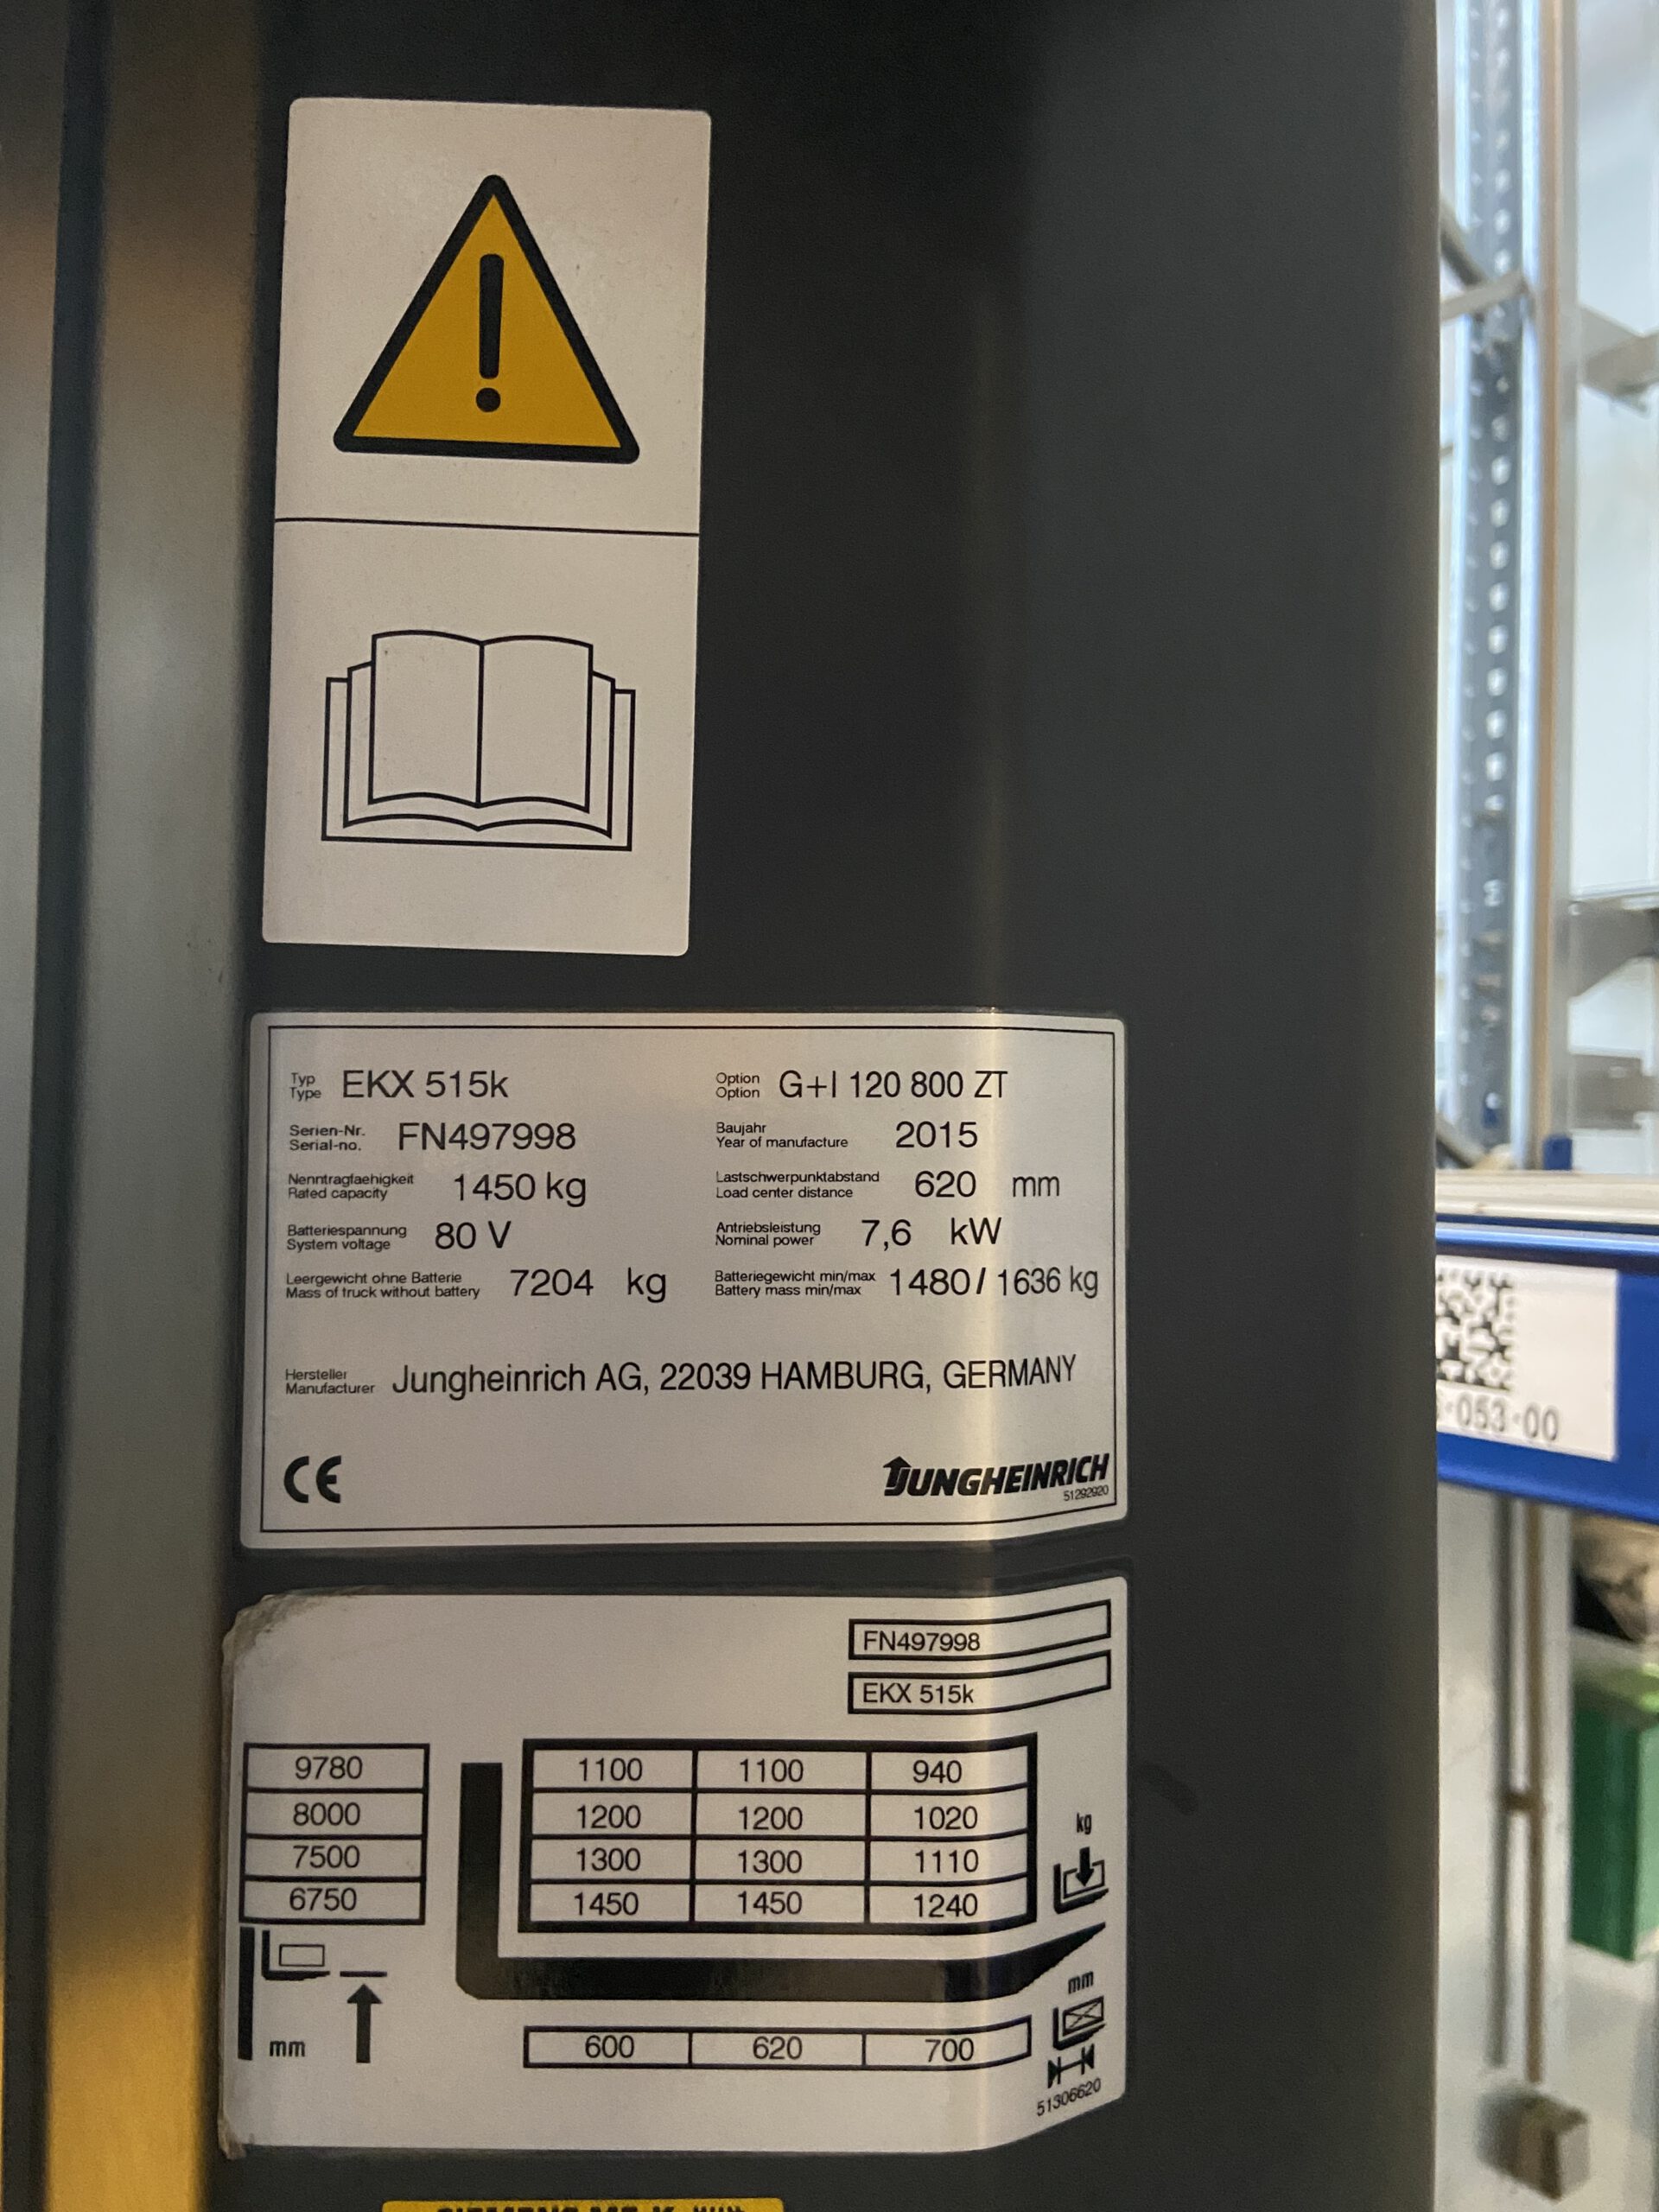 Typ
Type EKX 515k
Option
Option G+I 120 800 ZT
Serien-Nr.
Serial-no. FN497998
Baujahr
Year of manufacture 2015
Nenntragfaehigkeit
Rated capacity 1450 kg
Lastschwerpunktabstand
Load center distance 620 mm
Batteriespannung
System voltage 80 V
Antriebsleistung
Nominal power 7,6 kW
Leergewicht ohne Batterie
Mass of truck without battery 7204 kg
Batteriegewicht min/max
Battery mass min/max 1480/ 1636 kg
Hersteller
Manufacturer Jungheinrich AG, 22039 HAMBURG, GERMANY
CE
JUNGHEINRICH
51292920
FN497998
EKX 515k
9780 1100 1100 940
8000 1200 1200 1020
7500 1300 1300 1110
6750 1450 1450 1240
kg
mm
mm
600 620 700
51306620
053-00